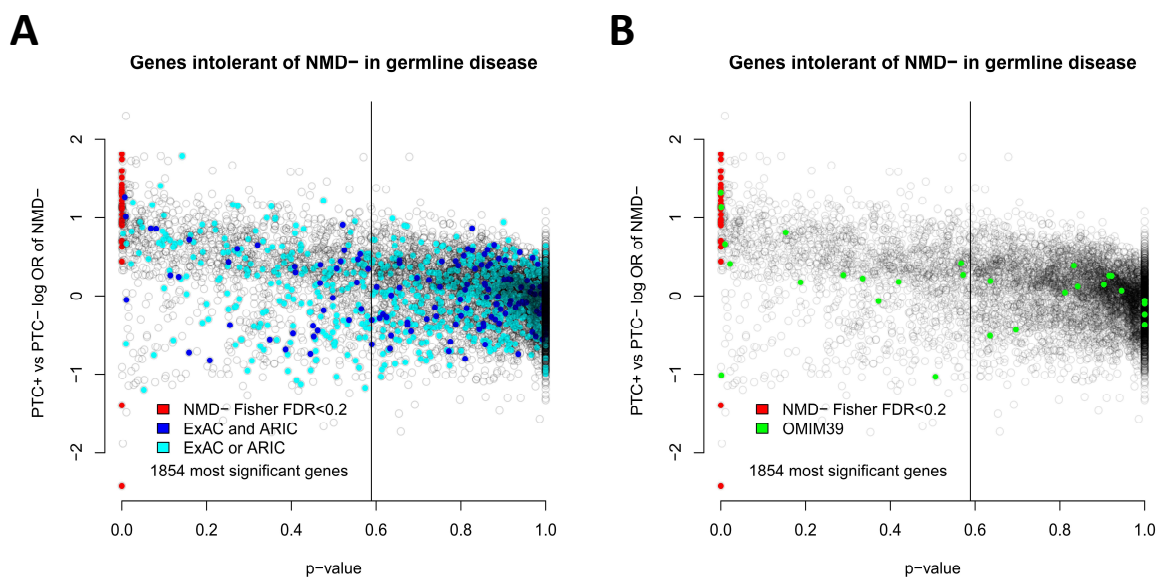 A
Genes intolerant of NMD− in germline disease
PTC+ vs PTC− log OR of NMD−
2
1
0
−1
−2
NMD− Fisher FDR<0.2
ExAC and ARIC
ExAC or ARIC
1854 most significant genes
0.0 0.2 0.4 0.6 0.8 1.0
p−value
B
Genes intolerant of NMD− in germline disease
PTC+ vs PTC− log OR of NMD−
2
1
0
−1
−2
NMD− Fisher FDR<0.2
OMIM39
1854 most significant genes
0.0 0.2 0.4 0.6 0.8 1.0
p−value